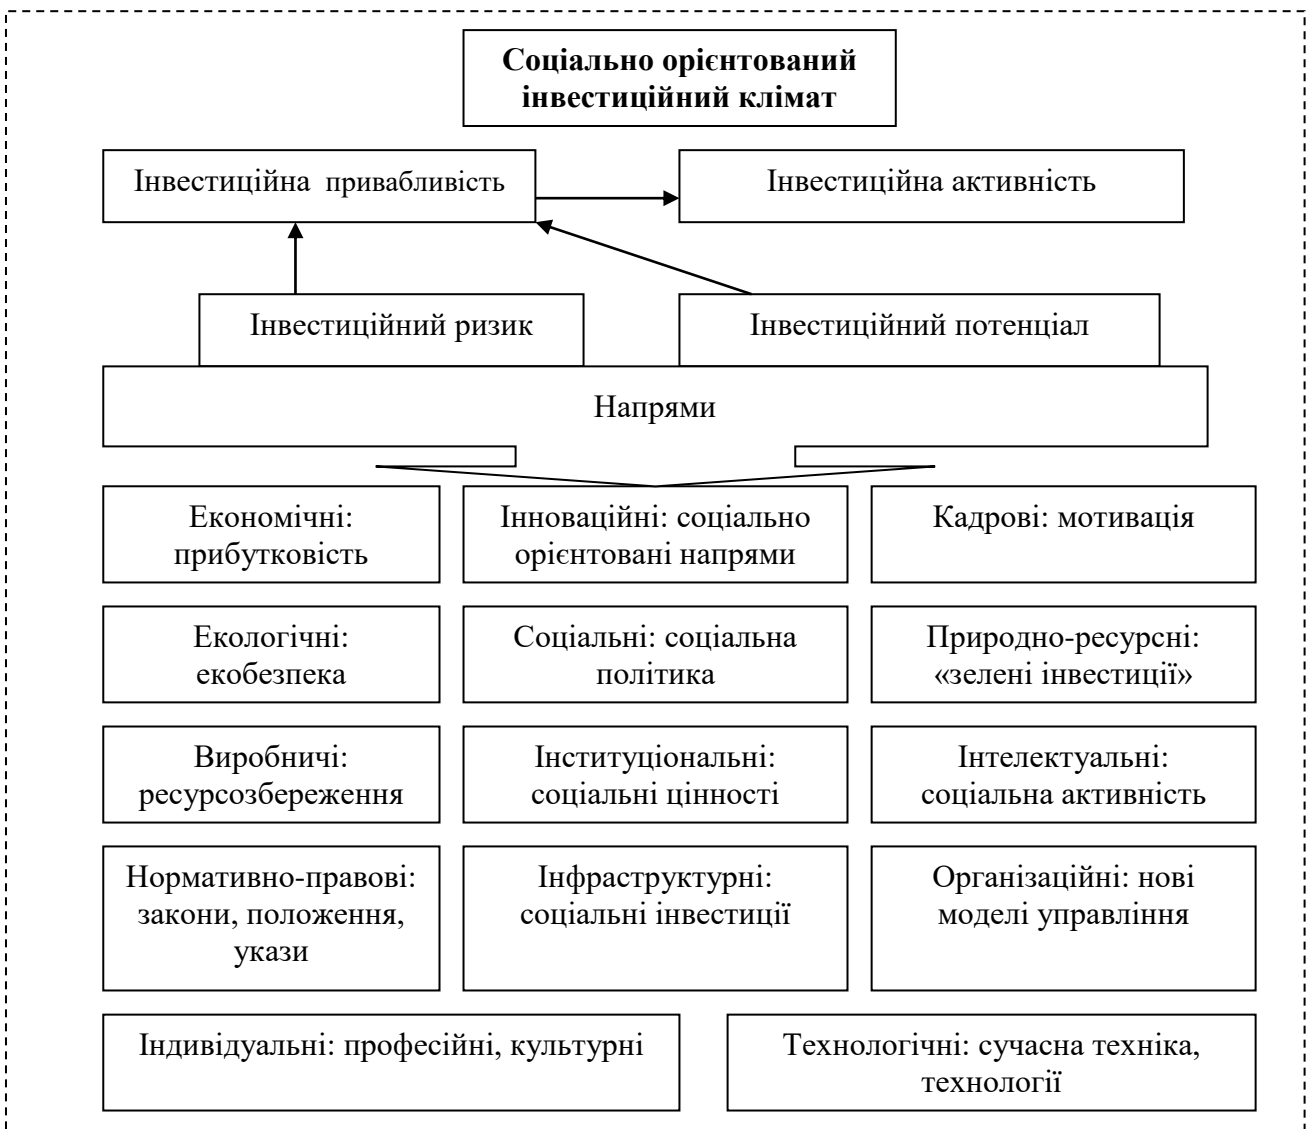 Соціально орієнтований
інвестиційний клімат
Інвестиційна привабливість
Інвестиційна активність
Інвестиційний ризик
Інвестиційний потенціал
Напрями
Економічні:
прибутковість
Інноваційні: соціально
орієнтовані напрями
Кадрові: мотивація
Екологічні:
екобезпека
Соціальні: соціальна
політика
Природно-ресурсні:
«зелені інвестиції»
Виробничі:
ресурсозбереження
Інституціональні:
соціальні цінності
Інтелектуальні:
соціальна активність
Нормативно-правові:
закони, положення,
укази
Інфраструктурні:
соціальні інвестиції
Організаційні: нові
моделі управління
Індивідуальні: професійні, культурні
Технологічні: сучасна техніка,
технології